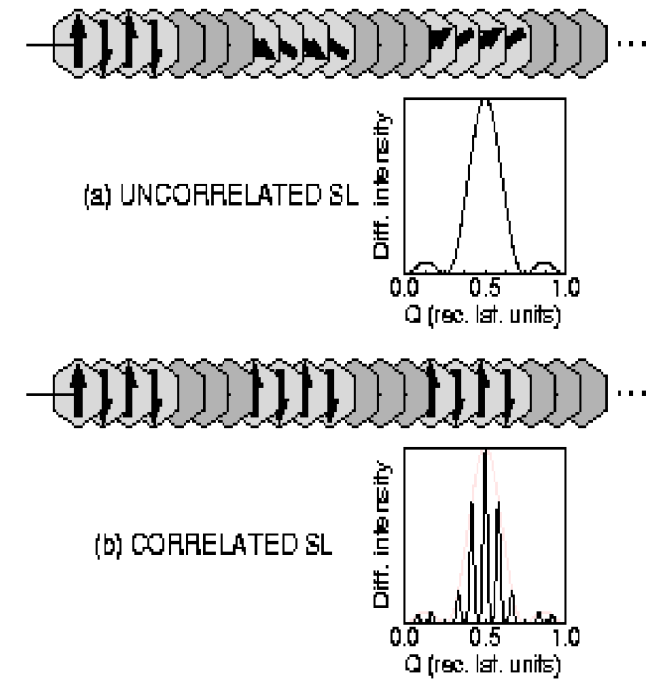 ...
(a) UNCORRELATED SL
Diff. intensity
0.0 0.5 1.0
Q (rec. lat. units)
...
(b) CORRELATED SL
Diff. intensity
0.0 0.5 1.0
Q (rec. lat. units)